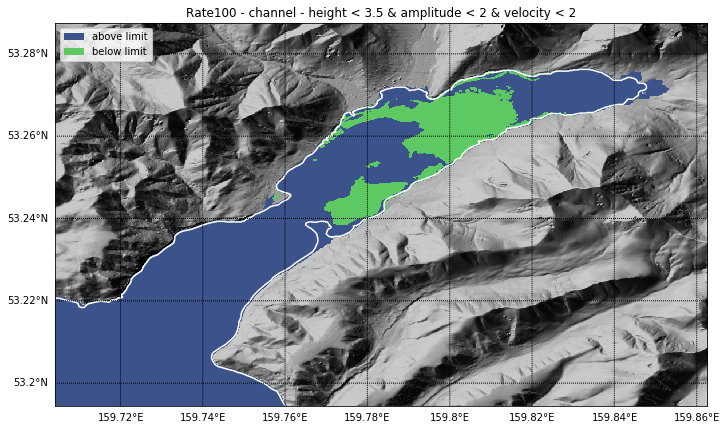 Rate100 - channel - height < 3.5 & amplitude < 2 & velocity < 2
above limit
below limit
53.28°N
53.26°N
53.24°N
53.22°N
53.2°N
159.72°E 159.74°E 159.76°E 159.78°E 159.8°E 159.82°E 159.84°E 159.86°E